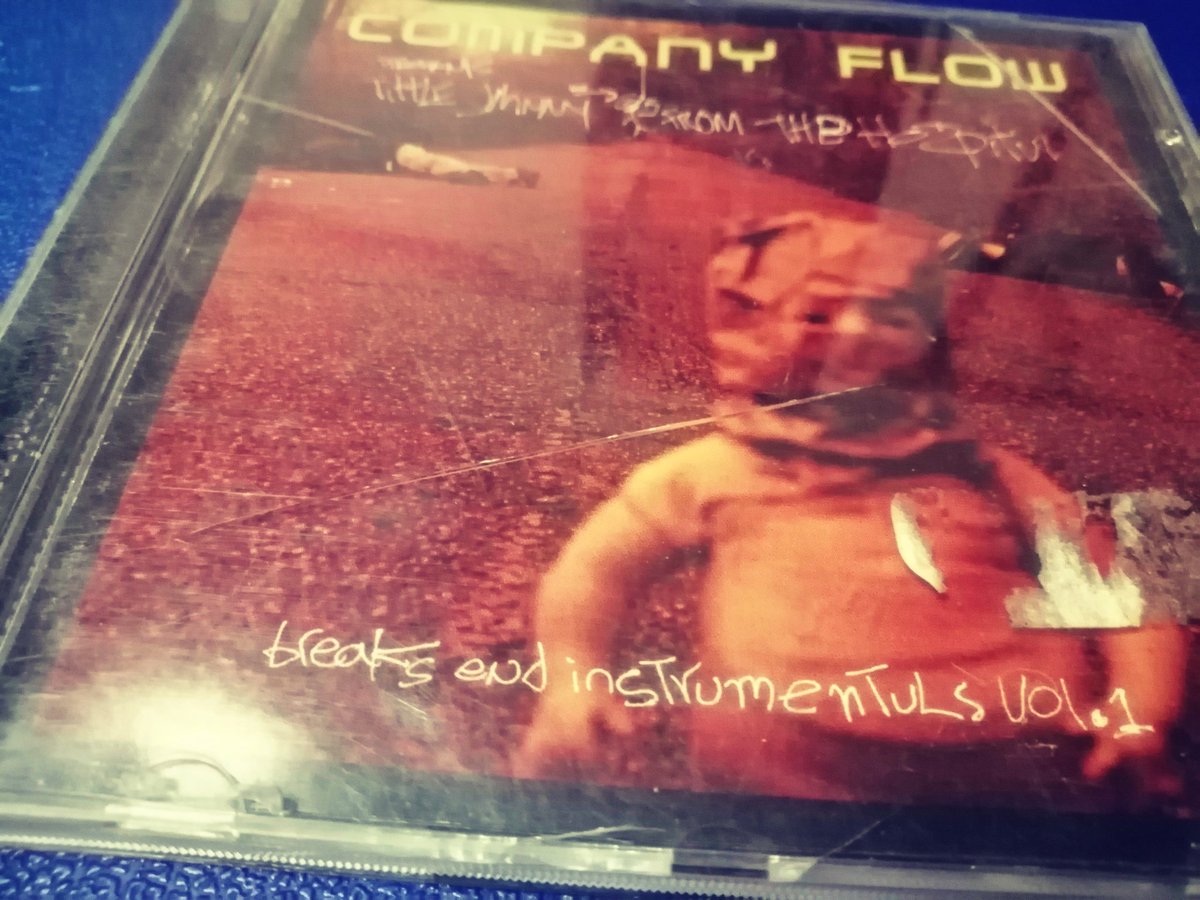 COMPANY FLOW
LITTLE JOHNNY FROM THE HOSPITUL
breaks end instrumentuls vol.1